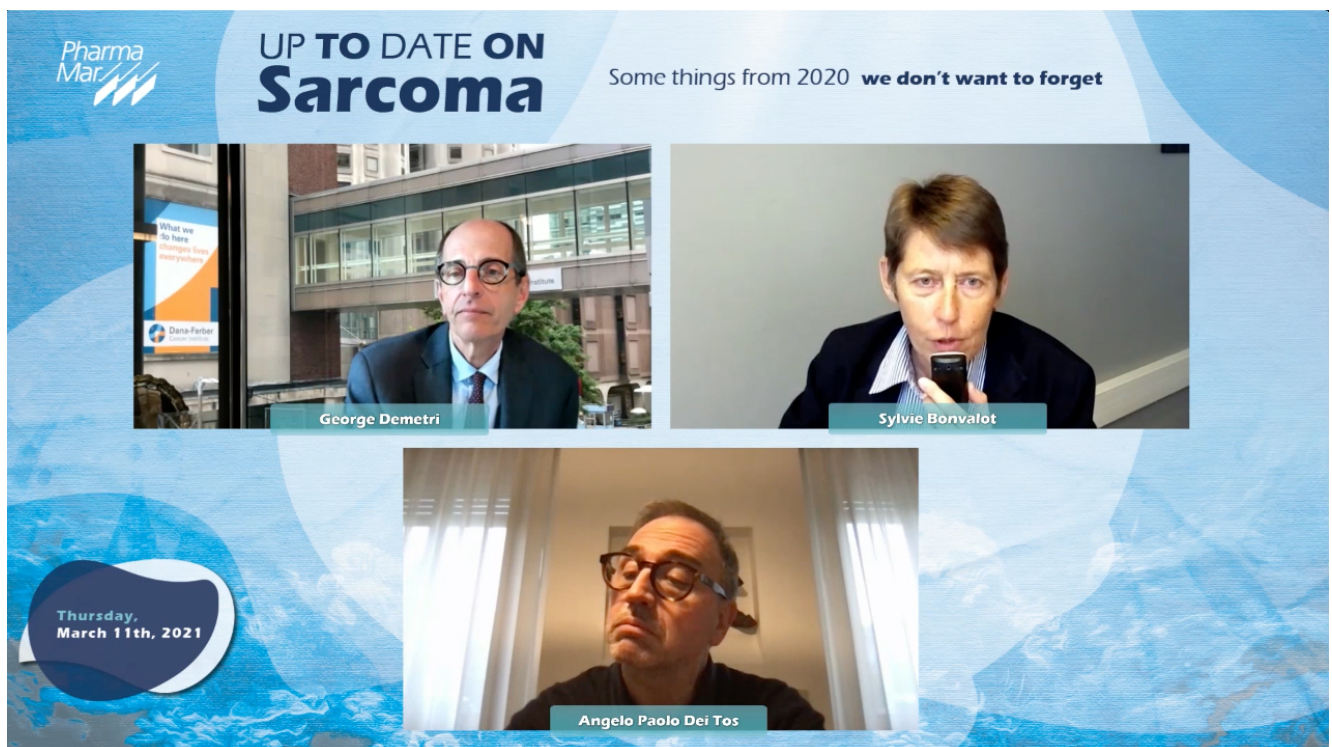 Pharma
Mar
UP TO DATE ON
Sarcoma
Some things from 2020 we don't want to forget
What we
do here
changes lives
everywhere
Dana-Farber
Cancer Institute
George Demetri
Sylvie Bonvalot
Thursday,
March 11th, 2021
Angelo Paolo Dei Tos